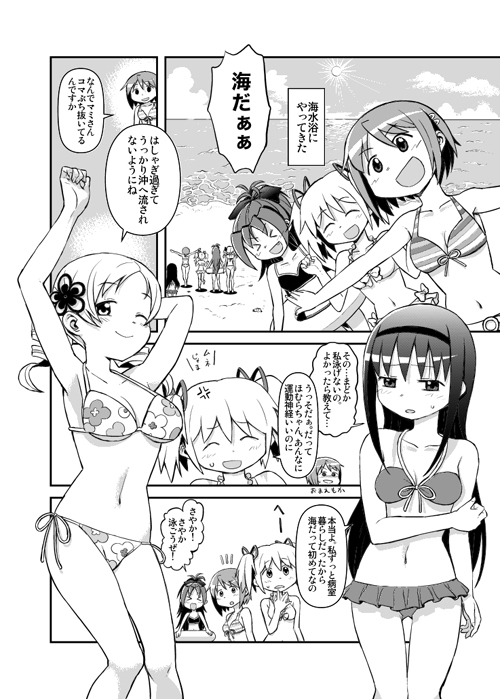 海水浴に
やってきた
海だぁぁ
なんでマミさん
コマぶち抜いてる
んですか
はしゃぎ過ぎて
うっかり沖へ流され
ないようにね
その…まどか
私泳げないの。
よかったら教えて…
うっそだぁ。だって
ほむらちゃん、あんなに
運動神経いいのに
おまえもか
本当よ。私ずっと病室
暮らしだったから
海だって初めてなの
さやか!
さやか
泳ごうぜ!